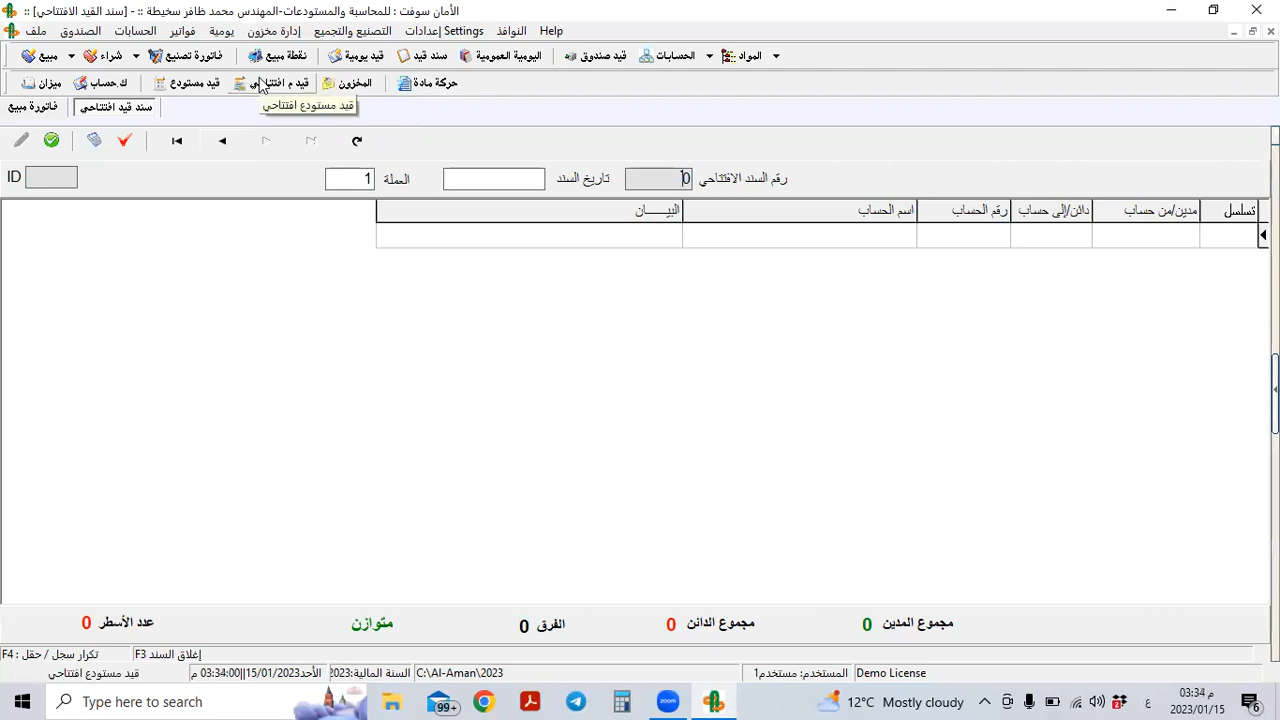 الأمان سوفت : للمحاسبة والمستودعات-المهندس محمد ظافر سخيطة :: - [سند القيد الافتتاحي] ::
ملف الصندوق الحسابات فواتير يومية إدارة مخزون التصنيع والتجميع إعدادات Settings النوافذ Help
مبيع شراء فاتورة تصنيع نقطة مبيع قيد يومية سند قيد اليومية العمومية قيد صندوق الحسابات المواد
ميزان ك.حساب قيد مستودع قيد م افتتاحي المخزون حركة مادة
فاتورة مبيع سند قيد افتتاحي
قيد مستودع افتتاحي
رقم السند الافتتاحي 0 تاريخ السند العملة 1 ID
تسلسل مدين/من حساب دائن/إلى حساب رقم الحساب اسم الحساب البيـــــان
مجموع المدين 0 مجموع الدائن 0 الفرق 0 متوازن عدد الأسطر 0
F4 : تكرار سجل / حقل إغلاق السند F3
قيد مستودع افتتاحي الأحد15/01/2023||03:34:00 م السنة المالية:2023 C:\Al-Aman\2023 المستخدم: مستخدم1 Demo License
Type here to search 99+ 12°C Mostly cloudy ع 03:34 م
2023/01/15 6